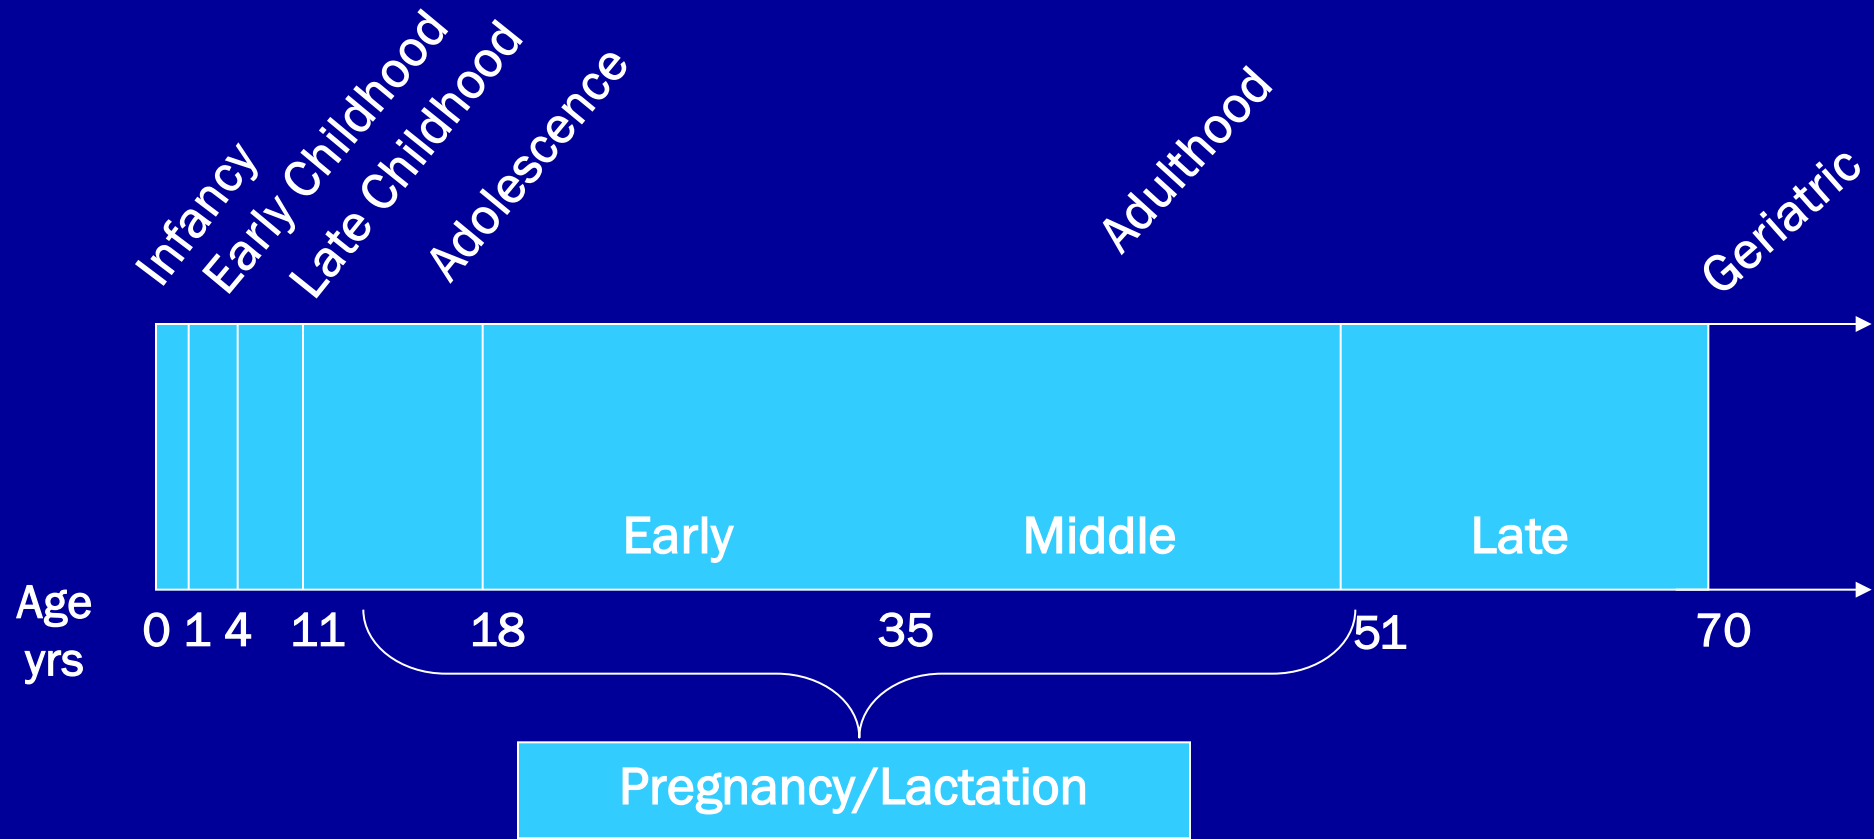 Infancy
Early Childhood
Late Childhood
Adolescence
Adulthood
Geriatric
Early Middle Late
Age
yrs
0 1 4 11 18 35 51 70
Pregnancy/Lactation